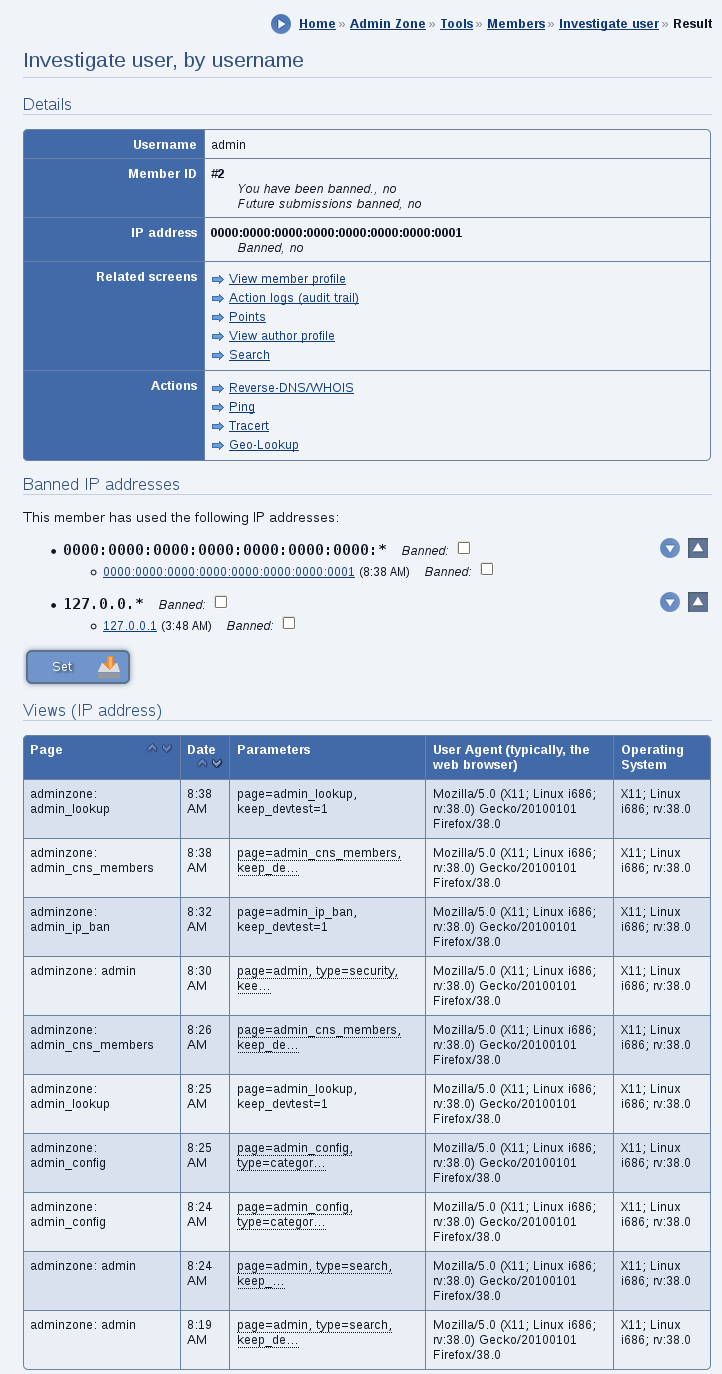 Home » Admin Zone » Tools » Members » Investigate user » Result
Investigate user, by username
Details
Username admin
Member ID #2
You have been banned., no
Future submissions banned, no
IP address 0000:0000:0000:0000:0000:0000:0000:0001
Banned, no
Related screens View member profile
Action logs (audit trail)
Points
View author profile
Search
Actions Reverse-DNS/WHOIS
Ping
Tracert
Geo-Lookup
Banned IP addresses
This member has used the following IP addresses:
• 0000:0000:0000:0000:0000:0000:0000:* Banned:
0000:0000:0000:0000:0000:0000:0000:0001 (8:38 AM) Banned:
• 127.0.0.* Banned:
127.0.0.1 (3:48 AM) Banned:
Set
Views (IP address)
Page Date Parameters User Agent (typically, the Operating
web browser) System
adminzone: 8:38 page=admin_lookup, Mozilla/5.0 (X11; Linux i686; X11; Linux
admin_lookup AM keep_devtest=1 rv:38.0) Gecko/20100101 i686; rv:38.0
Firefox/38.0
adminzone: 8:38 page=admin_cns_members, Mozilla/5.0 (X11; Linux i686; X11; Linux
admin_cns_members AM keep_de… rv:38.0) Gecko/20100101 i686; rv:38.0
Firefox/38.0
adminzone: 8:32 page=admin_ip_ban, Mozilla/5.0 (X11; Linux i686; X11; Linux
admin_ip_ban AM keep_devtest=1 rv:38.0) Gecko/20100101 i686; rv:38.0
Firefox/38.0
adminzone: admin 8:30 page=admin, type=security, Mozilla/5.0 (X11; Linux i686; X11; Linux
AM kee… rv:38.0) Gecko/20100101 i686; rv:38.0
Firefox/38.0
adminzone: 8:26 page=admin_cns_members, Mozilla/5.0 (X11; Linux i686; X11; Linux
admin_cns_members AM keep_de… rv:38.0) Gecko/20100101 i686; rv:38.0
Firefox/38.0
adminzone: 8:25 page=admin_lookup, Mozilla/5.0 (X11; Linux i686; X11; Linux
admin_lookup AM keep_devtest=1 rv:38.0) Gecko/20100101 i686; rv:38.0
Firefox/38.0
adminzone: 8:25 page=admin_config, Mozilla/5.0 (X11; Linux i686; X11; Linux
admin_config AM type=categor… rv:38.0) Gecko/20100101 i686; rv:38.0
Firefox/38.0
adminzone: 8:24 page=admin_config, Mozilla/5.0 (X11; Linux i686; X11; Linux
admin_config AM type=categor… rv:38.0) Gecko/20100101 i686; rv:38.0
Firefox/38.0
adminzone: admin 8:24 page=admin, type=search, Mozilla/5.0 (X11; Linux i686; X11; Linux
AM keep_… rv:38.0) Gecko/20100101 i686; rv:38.0
Firefox/38.0
adminzone: admin 8:19 page=admin, type=search, Mozilla/5.0 (X11; Linux i686; X11; Linux
AM keep_de… rv:38.0) Gecko/20100101 i686; rv:38.0
Firefox/38.0